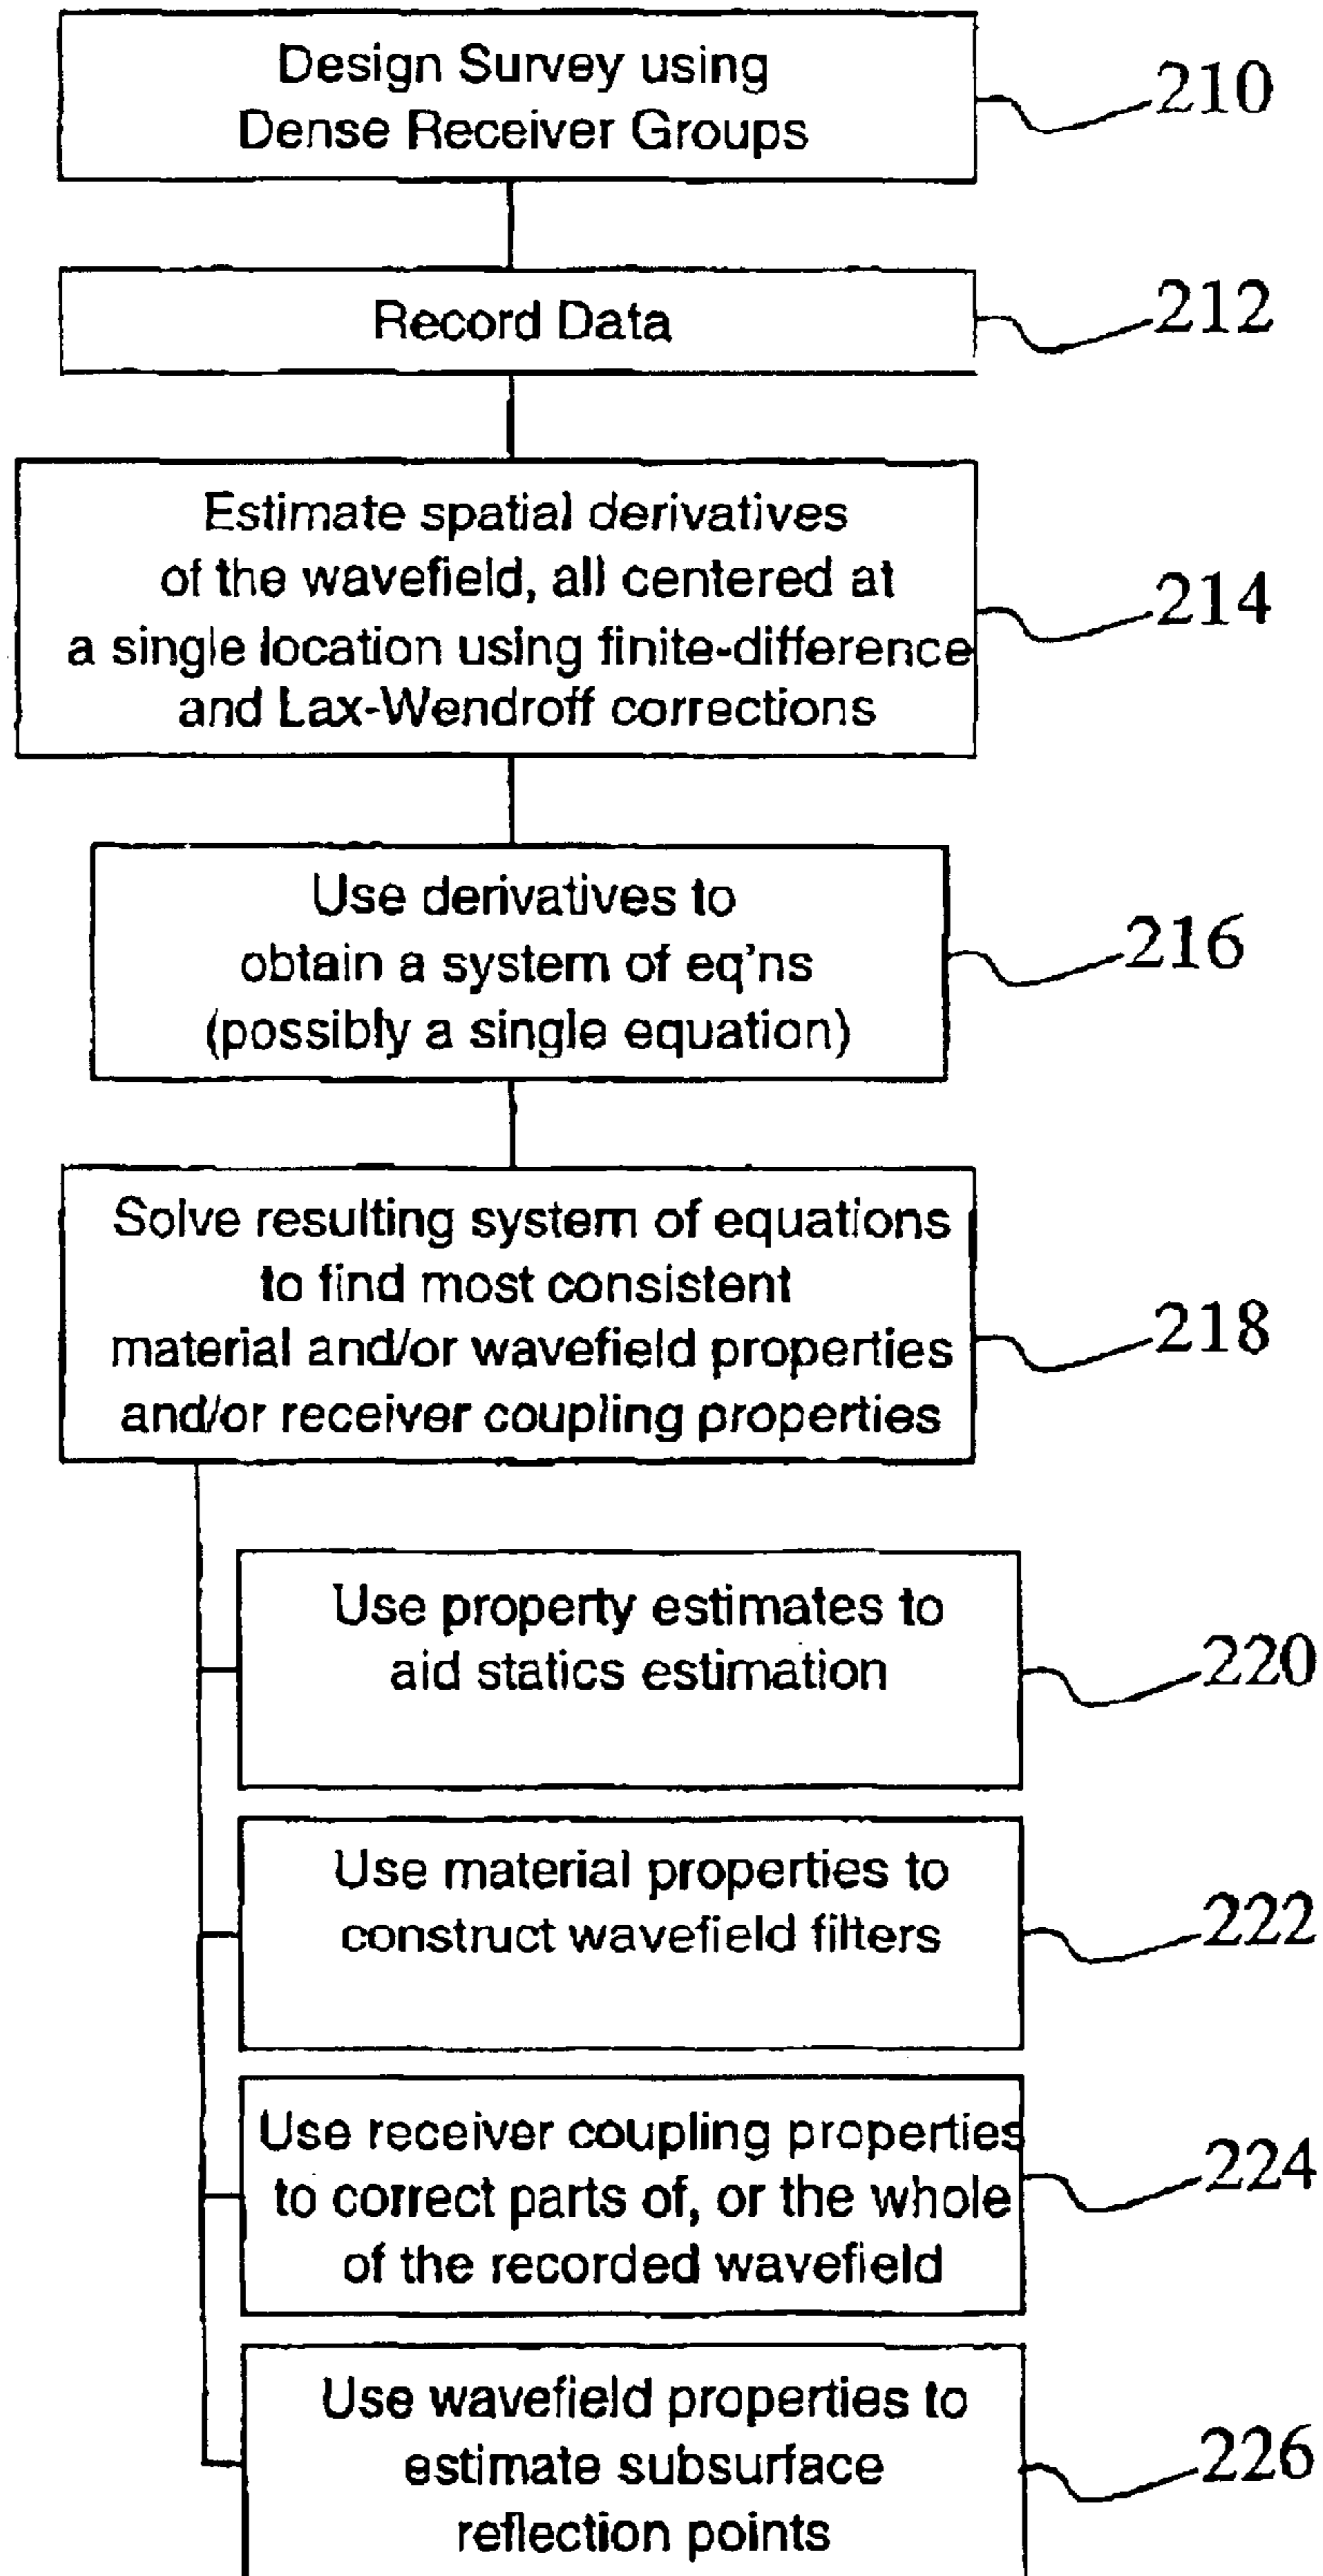 Design Survey using
Dense Receiver Groups
210
Record Data
212
Estimate spatial derivatives
of the wavefield, all centered at
a single location using finite-difference
and Lax-Wendroff corrections
214
Use derivatives to
obtain a system of eq'ns
(possibly a single equation)
216
Solve resulting system of equations
to find most consistent
material and/or wavefield properties
and/or receiver coupling properties
218
Use property estimates to
aid statics estimation
220
Use material properties to
construct wavefield filters
222
Use receiver coupling properties
to correct parts of, or the whole
of the recorded wavefield
224
Use wavefield properties to
estimate subsurface
reflection points
226